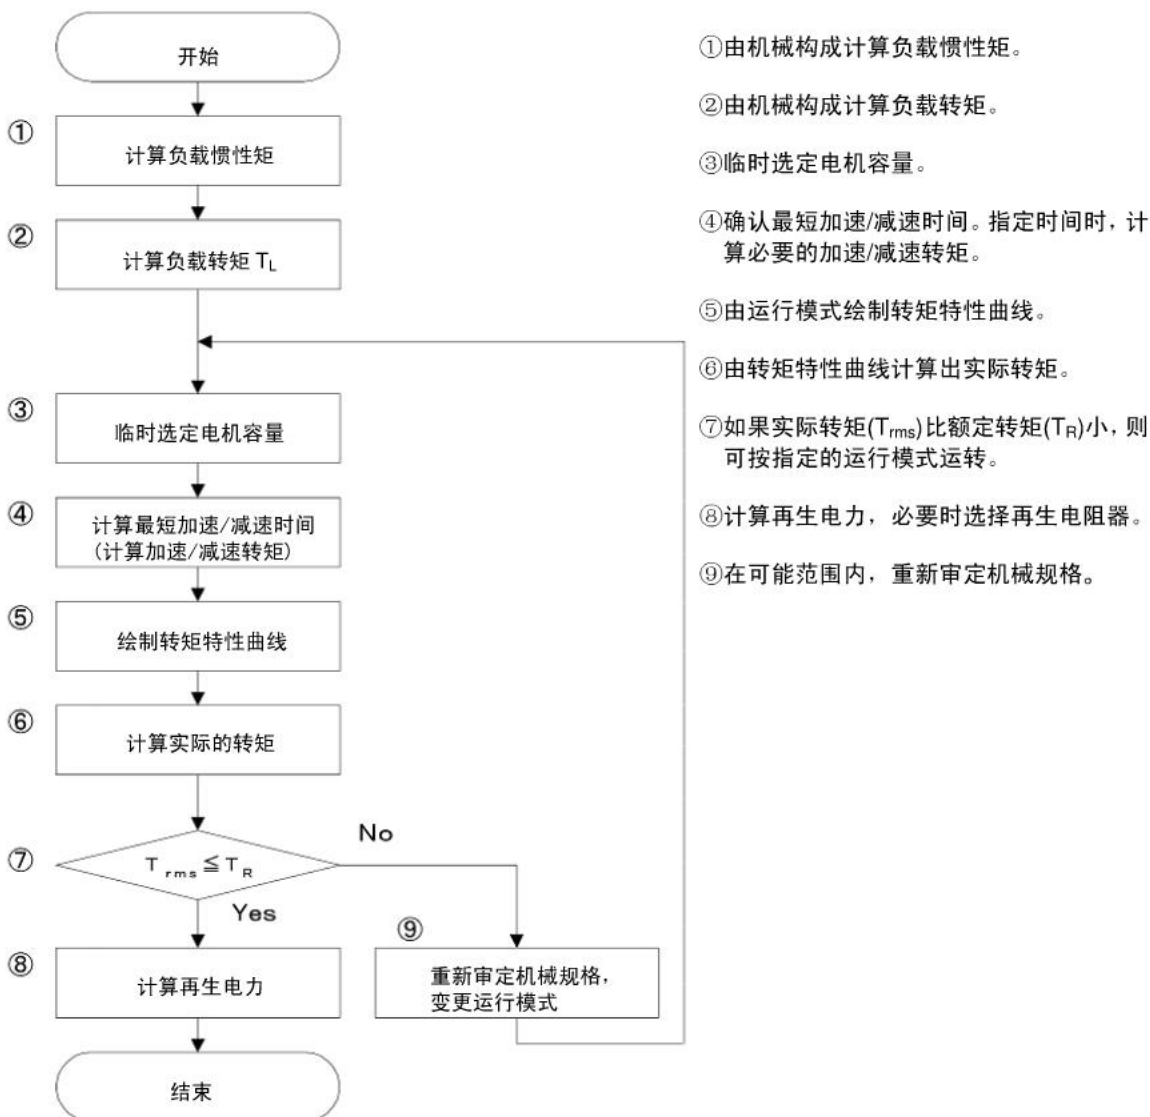 开始
①
计算负载惯性矩
②
计算负载转矩 TL
③
临时选定电机容量
④
计算最短加速/减速时间
(计算加速/减速转矩)
⑤
绘制转矩特性曲线
⑥
计算实际的转矩
⑦
Trms≦TR
No
Yes
⑧
计算再生电力
⑨
重新审定机械规格，
变更运行模式
结束
①由机械构成计算负载惯性矩。
②由机械构成计算负载转矩。
③临时选定电机容量。
④确认最短加速/减速时间。指定时间时，计
算必要的加速/减速转矩。
⑤由运行模式绘制转矩特性曲线。
⑥由转矩特性曲线计算出实际转矩。
⑦如果实际转矩(Trms)比额定转矩(TR)小，则
可按指定的运行模式运转。
⑧计算再生电力，必要时选择再生电阻器。
⑨在可能范围内，重新审定机械规格。